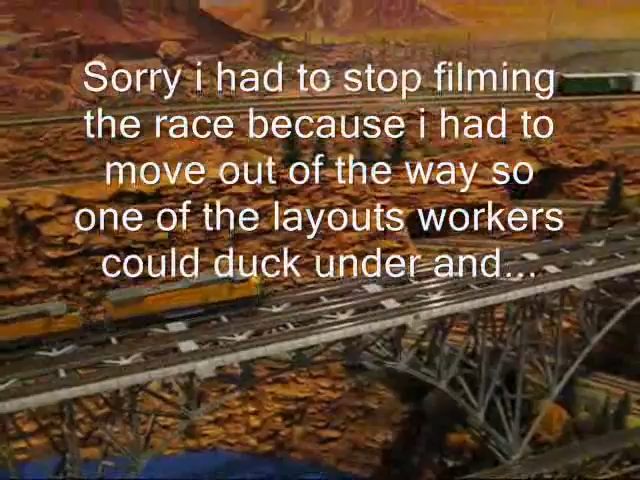 Sorry i had to stop filming
the race because i had to
move out of the way so
one of the layouts workers
could duck under and...